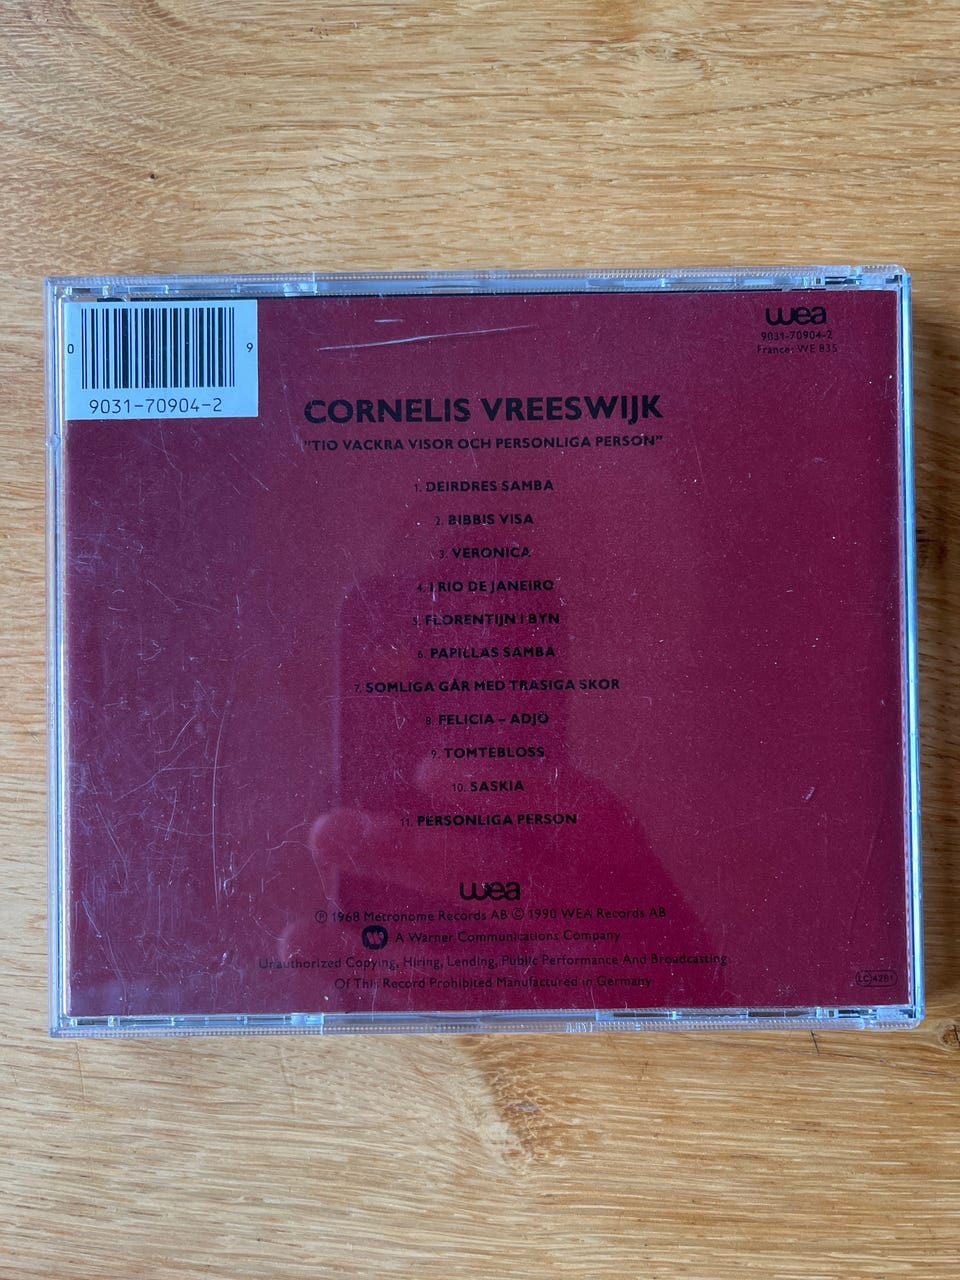 0 9
9031-70904-2
wea
9031-70904-2
France: WE 835
CORNELIS VREESWIJK
"TIO VACKRA VISOR OCH PERSONLIGA PERSON"
1. DEIRDRES SAMBA
2. BIBBIS VISA
3. VERONICA
4. I RIO DE JANEIRO
5. FLORENTIJN I BYN
6. PAPILLAS SAMBA
7. SOMLIGA GÅR MED TRASIGA SKOR
8. FELICIA – ADJÖ
9. TOMTEBLOSS
10. SASKIA
11. PERSONLIGA PERSON
wea
℗ 1968 Metronome Records AB © 1990 WEA Records AB
A Warner Communications Company
Unauthorized Copying, Hiring, Lending, Public Performance And Broadcasting
Of This Record Prohibited Manufactured in Germany
LC 4281